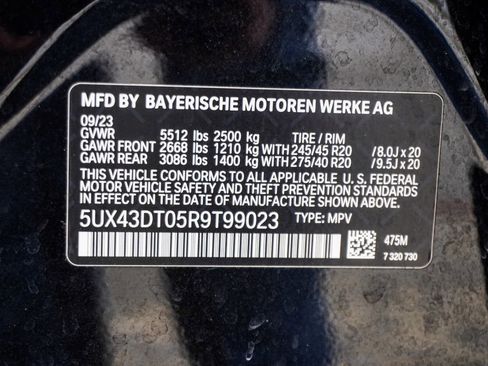 MFD BY BAYERISCHE MOTOREN WERKE AG
09/23
GVWR 5512 lbs 2500 kg TIRE / RIM
GAWR FRONT 2668 lbs 1210 kg WITH 245/45 R20 / 8.0J x 20
GAWR REAR 3086 lbs 1400 kg WITH 275/40 R20 / 9.5J x 20
THIS VEHICLE CONFORMS TO ALL APPLICABLE U. S. FEDERAL
MOTOR VEHICLE SAFETY AND THEFT PREVENTION STANDARDS
IN EFFECT ON THE DATE OF MANUFACTURE SHOWN ABOVE.
5UX43DT05R9T99023 TYPE: MPV
475M
7 320 730